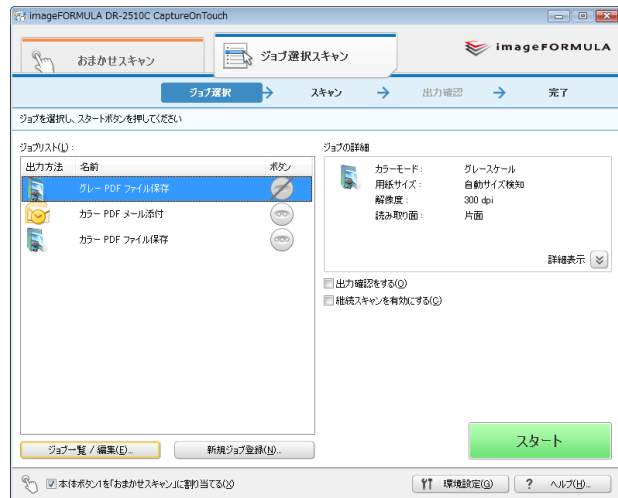 imageFORMULA DR-2510C CaptureOnTouch
おまかせスキャン
ジョブ選択スキャン
imageFORMULA
ジョブ選択 → スキャン → 出力確認 → 完了
ジョブを選択し、スタートボタンを押してください
ジョブリスト(L):
出力方法 名前 ボタン
グレー PDF ファイル保存
カラー PDF メール添付
カラー PDF ファイル保存
ジョブの詳細
カラーモード: グレースケール
用紙サイズ: 自動サイズ検知
解像度: 300 dpi
読み取り面: 片面
詳細表示
出力確認をする(O)
継続スキャンを有効にする(C)
ジョブ一覧 / 編集(E)...
新規ジョブ登録(N)...
スタート
本体ボタン1を「おまかせスキャン」に割り当てる(X)
環境設定(G)
? ヘルプ(H)...